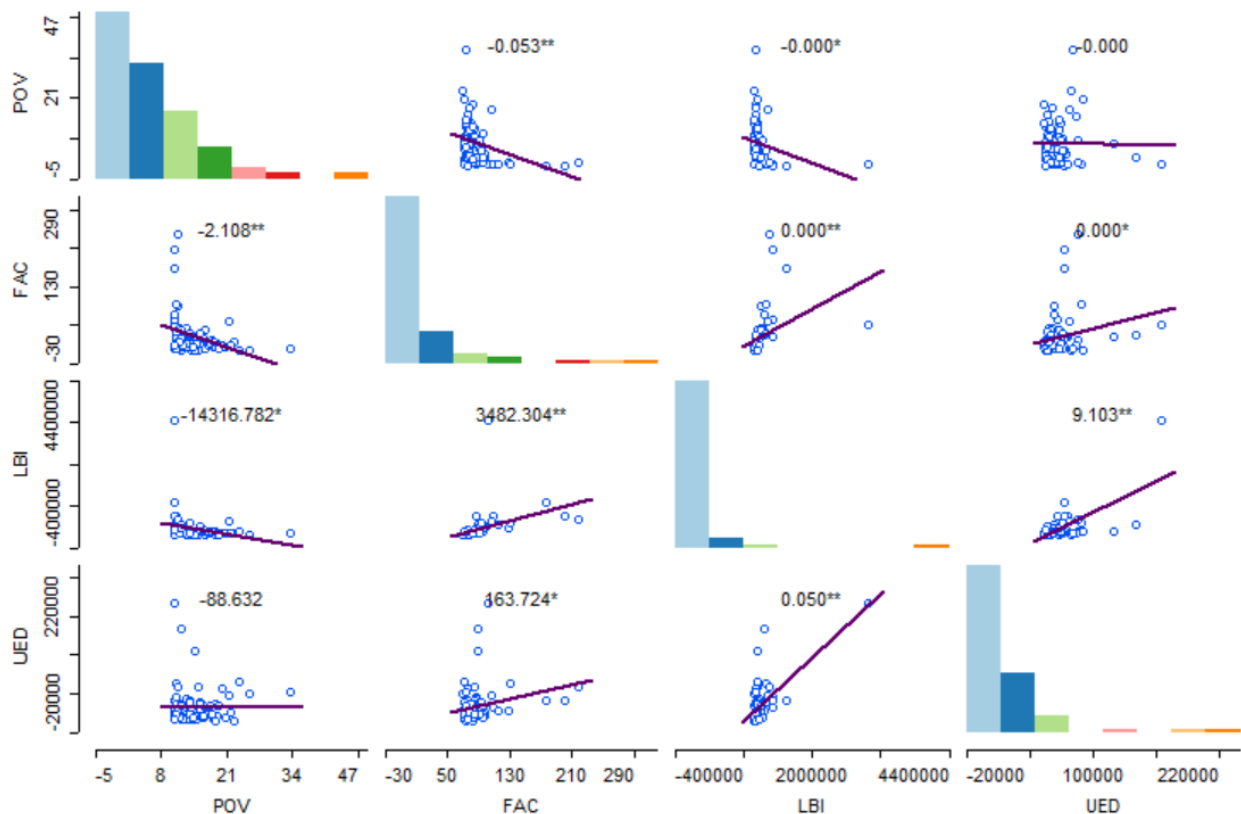 47
21
-5
POV
-0.053**
-0.000*
-0.000
290
130
-30
FAC
-2.108**
0.000**
0.000*
4400000
-400000
LBI
-14316.782*
3482.304**
9.103**
220000
-20000
UED
-88.632
163.724*
0.050**
-5 8 21 34 47
-30 50 130 210 290
-400000 2000000 4400000
-20000 100000 220000
POV FAC LBI UED